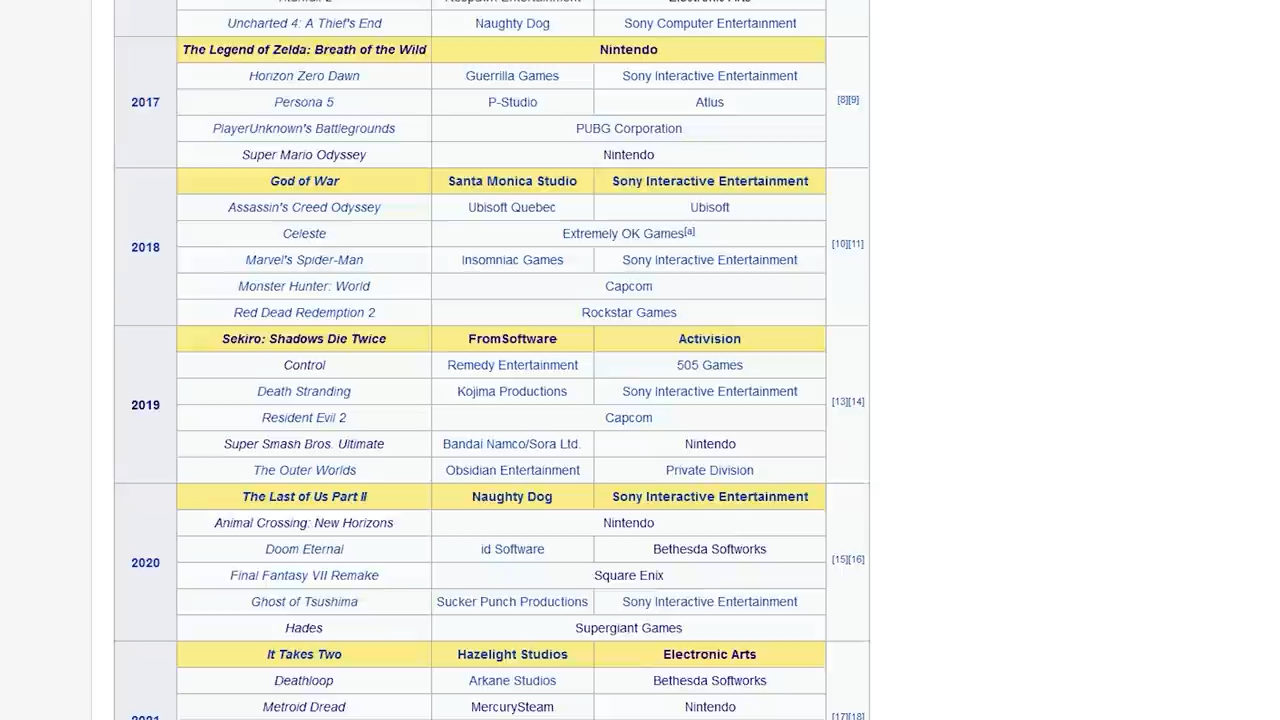 Uncharted 4: A Thief's End Naughty Dog Sony Computer Entertainment
The Legend of Zelda: Breath of the Wild Nintendo
Horizon Zero Dawn Guerrilla Games Sony Interactive Entertainment
2017 Persona 5 P-Studio Atlus [8][9]
PlayerUnknown's Battlegrounds PUBG Corporation
Super Mario Odyssey Nintendo
God of War Santa Monica Studio Sony Interactive Entertainment
Assassin's Creed Odyssey Ubisoft Quebec Ubisoft
Celeste Extremely OK Games[a]
2018 [10][11]
Marvel's Spider-Man Insomniac Games Sony Interactive Entertainment
Monster Hunter: World Capcom
Red Dead Redemption 2 Rockstar Games
Sekiro: Shadows Die Twice FromSoftware Activision
Control Remedy Entertainment 505 Games
Death Stranding Kojima Productions Sony Interactive Entertainment
2019 [13][14]
Resident Evil 2 Capcom
Super Smash Bros. Ultimate Bandai Namco/Sora Ltd. Nintendo
The Outer Worlds Obsidian Entertainment Private Division
The Last of Us Part II Naughty Dog Sony Interactive Entertainment
Animal Crossing: New Horizons Nintendo
Doom Eternal id Software Bethesda Softworks
2020 [15][16]
Final Fantasy VII Remake Square Enix
Ghost of Tsushima Sucker Punch Productions Sony Interactive Entertainment
Hades Supergiant Games
It Takes Two Hazelight Studios Electronic Arts
Deathloop Arkane Studios Bethesda Softworks
Metroid Dread MercurySteam Nintendo
2021 [17][18]